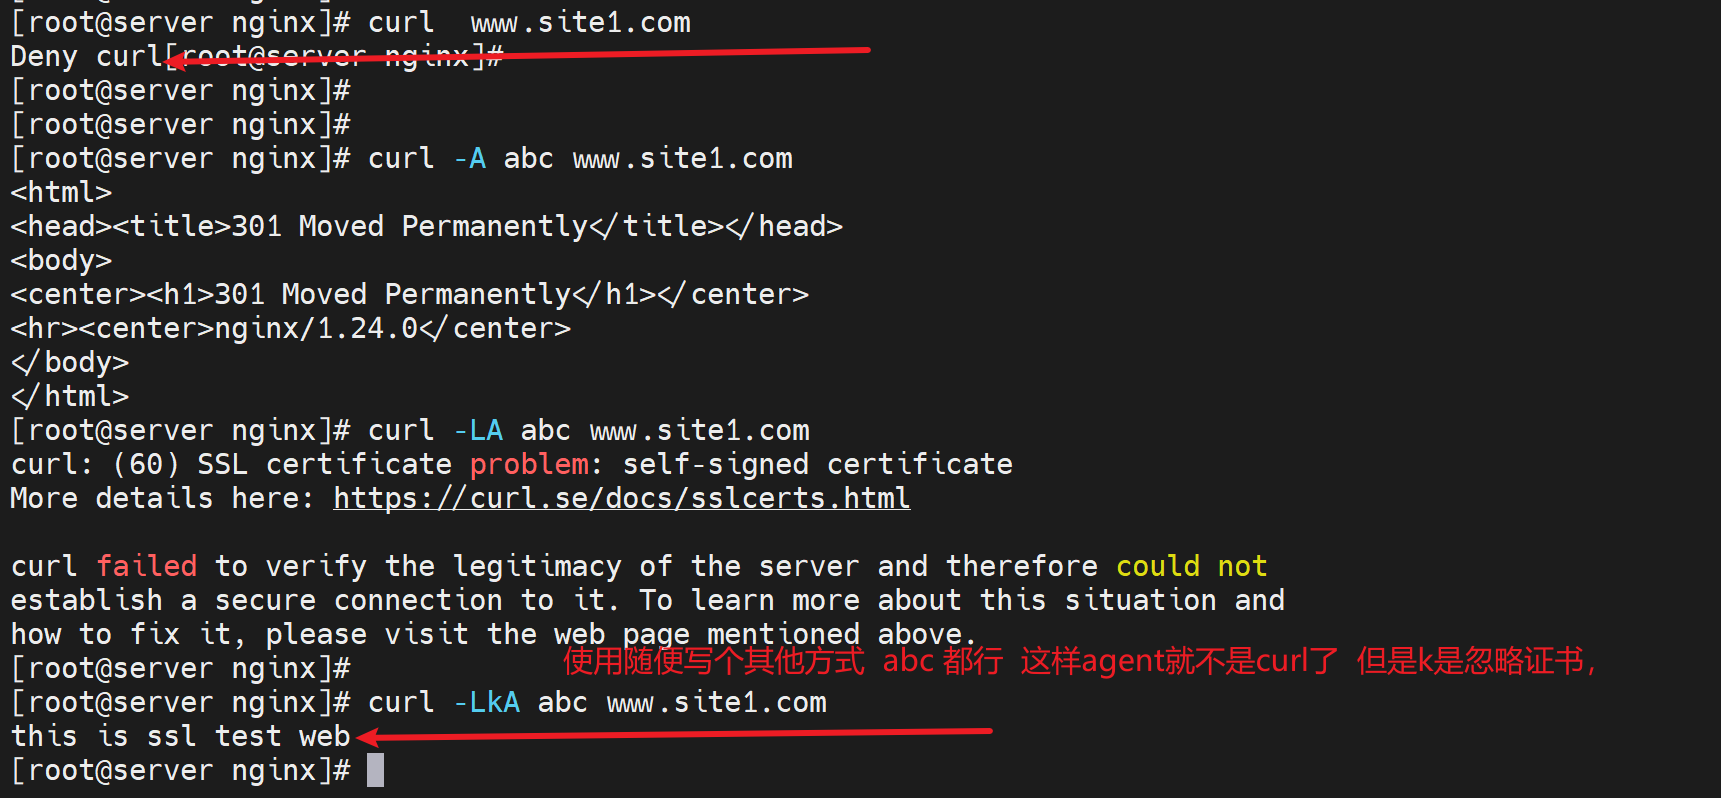 [root@server nginx]# curl  www.site1.com
Deny curl[root@server nginx]#
[root@server nginx]#
[root@server nginx]#
[root@server nginx]# curl -A abc www.site1.com
<html>
<head><title>301 Moved Permanently</title></head>
<body>
<center><h1>301 Moved Permanently</h1></center>
<hr><center>nginx/1.24.0</center>
</body>
</html>
[root@server nginx]# curl -LA abc www.site1.com
curl: (60) SSL certificate problem: self-signed certificate
More details here: https://curl.se/docs/sslcerts.html

curl failed to verify the legitimacy of the server and therefore could not
establish a secure connection to it. To learn more about this situation and
how to fix it, please visit the web page mentioned above.
[root@server nginx]#
使用随便写个其他方式 abc 都行 这样agent就不是curl了 但是k是忽略证书,
[root@server nginx]# curl -LkA abc www.site1.com
this is ssl test web
[root@server nginx]#